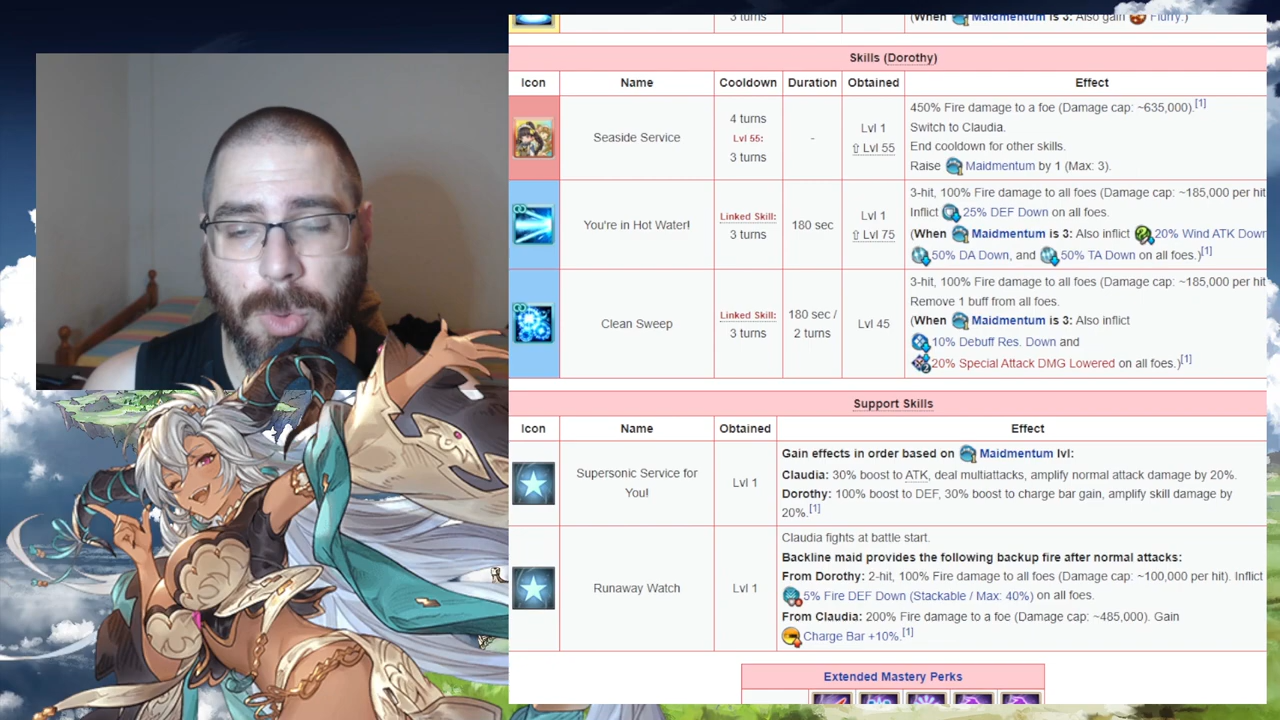 3 turns
(When Maidmentum is 3: Also gain Flurry.)
Skills (Dorothy)
Icon Name Cooldown Duration Obtained Effect
Seaside Service
4 turns
Lvl 55:
3 turns
-
Lvl 1
⇧ Lvl 55
450% Fire damage to a foe (Damage cap: ~635,000).[1]
Switch to Claudia.
End cooldown for other skills.
Raise Maidmentum by 1 (Max: 3).
You're in Hot Water!
Linked Skill:
3 turns
180 sec
Lvl 1
⇧ Lvl 75
3-hit, 100% Fire damage to all foes (Damage cap: ~185,000 per hit
Inflict 25% DEF Down on all foes.
(When Maidmentum is 3: Also inflict 20% Wind ATK Down
50% DA Down, and 50% TA Down on all foes.)[1]
Clean Sweep
Linked Skill:
3 turns
180 sec /
2 turns
Lvl 45
3-hit, 100% Fire damage to all foes (Damage cap: ~185,000 per hit
Remove 1 buff from all foes.
(When Maidmentum is 3: Also inflict
10% Debuff Res. Down and
20% Special Attack DMG Lowered on all foes.)[1]
Support Skills
Icon Name Obtained Effect
Supersonic Service for
You!
Lvl 1
Gain effects in order based on Maidmentum lvl:
Claudia: 30% boost to ATK, deal multiattacks, amplify normal attack damage by 20%.
Dorothy: 100% boost to DEF, 30% boost to charge bar gain, amplify skill damage by
20%.[1]
Runaway Watch
Lvl 1
Claudia fights at battle start.
Backline maid provides the following backup fire after normal attacks:
From Dorothy: 2-hit, 100% Fire damage to all foes (Damage cap: ~100,000 per hit). Inflict
5% Fire DEF Down (Stackable / Max: 40%) on all foes.
From Claudia: 200% Fire damage to a foe (Damage cap: ~485,000). Gain
Charge Bar +10%.[1]
Extended Mastery Perks